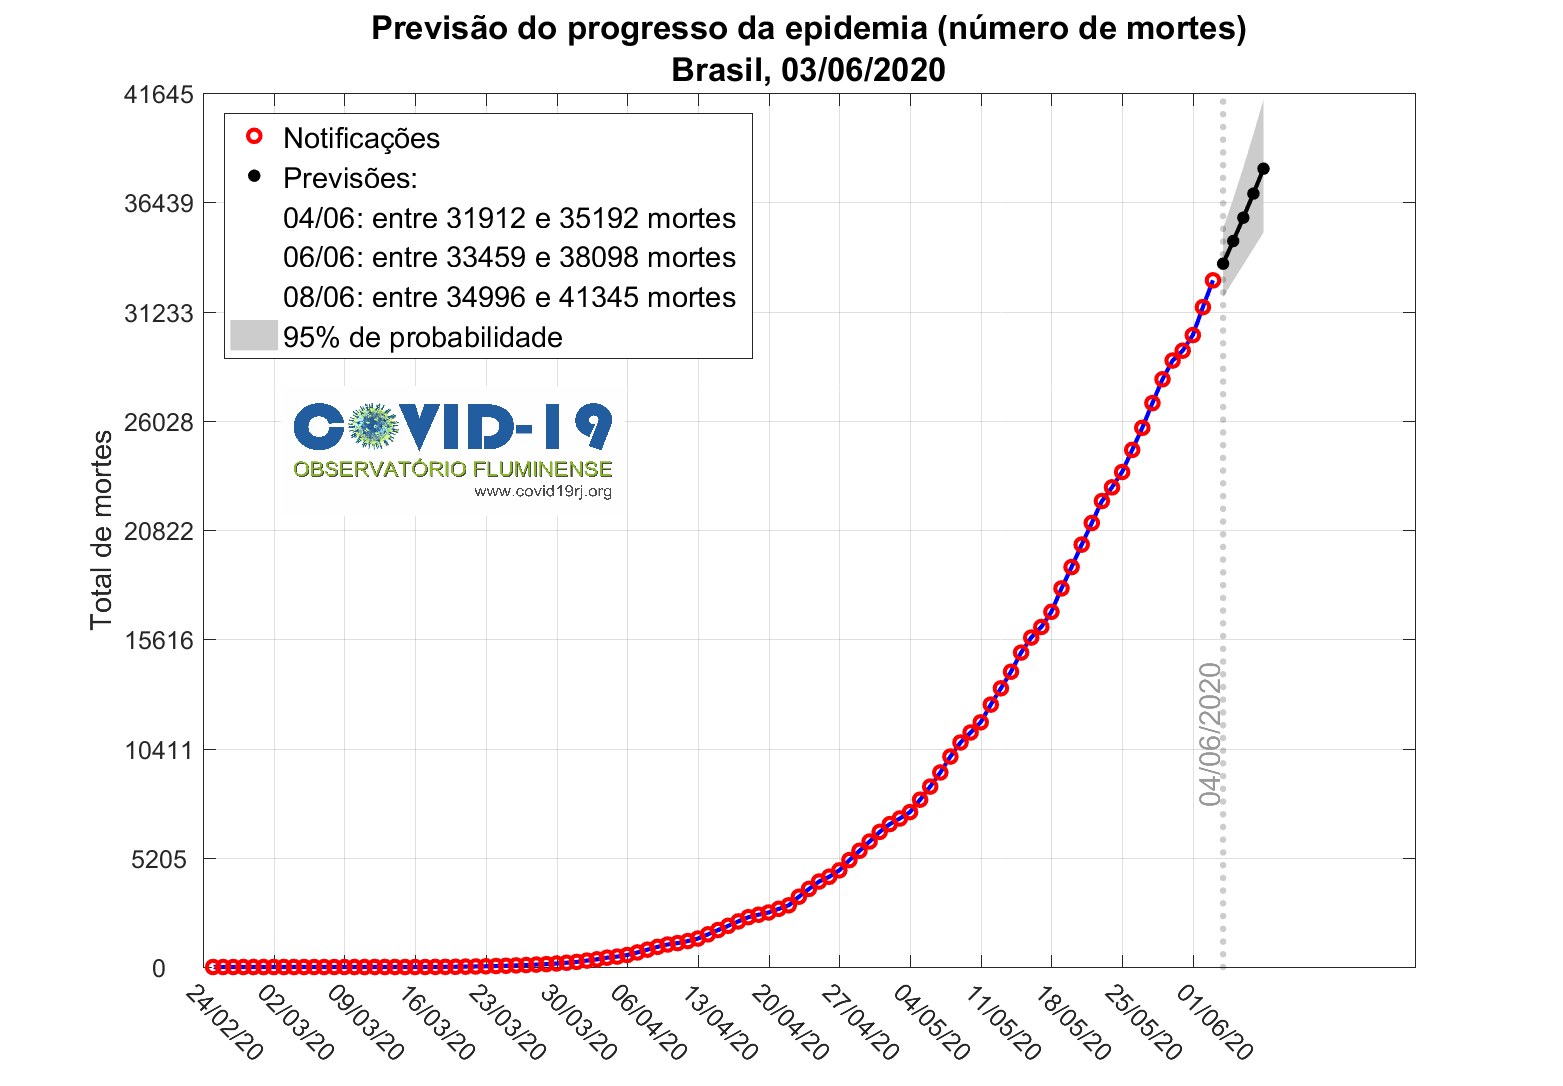 Previsão do progresso da epidemia (número de mortes)
Brasil, 03/06/2020
41645
36439
31233
26028
20822
15616
10411
5205
0
Total de mortes
Notificações
Previsões:
04/06: entre 31912 e 35192 mortes
06/06: entre 33459 e 38098 mortes
08/06: entre 34996 e 41345 mortes
95% de probabilidade
COVID-19
OBSERVATÓRIO FLUMINENSE
www.covid19rj.org
04/06/2020
24/02/20
02/03/20
09/03/20
16/03/20
23/03/20
30/03/20
06/04/20
13/04/20
20/04/20
27/04/20
04/05/20
11/05/20
18/05/20
25/05/20
01/06/20